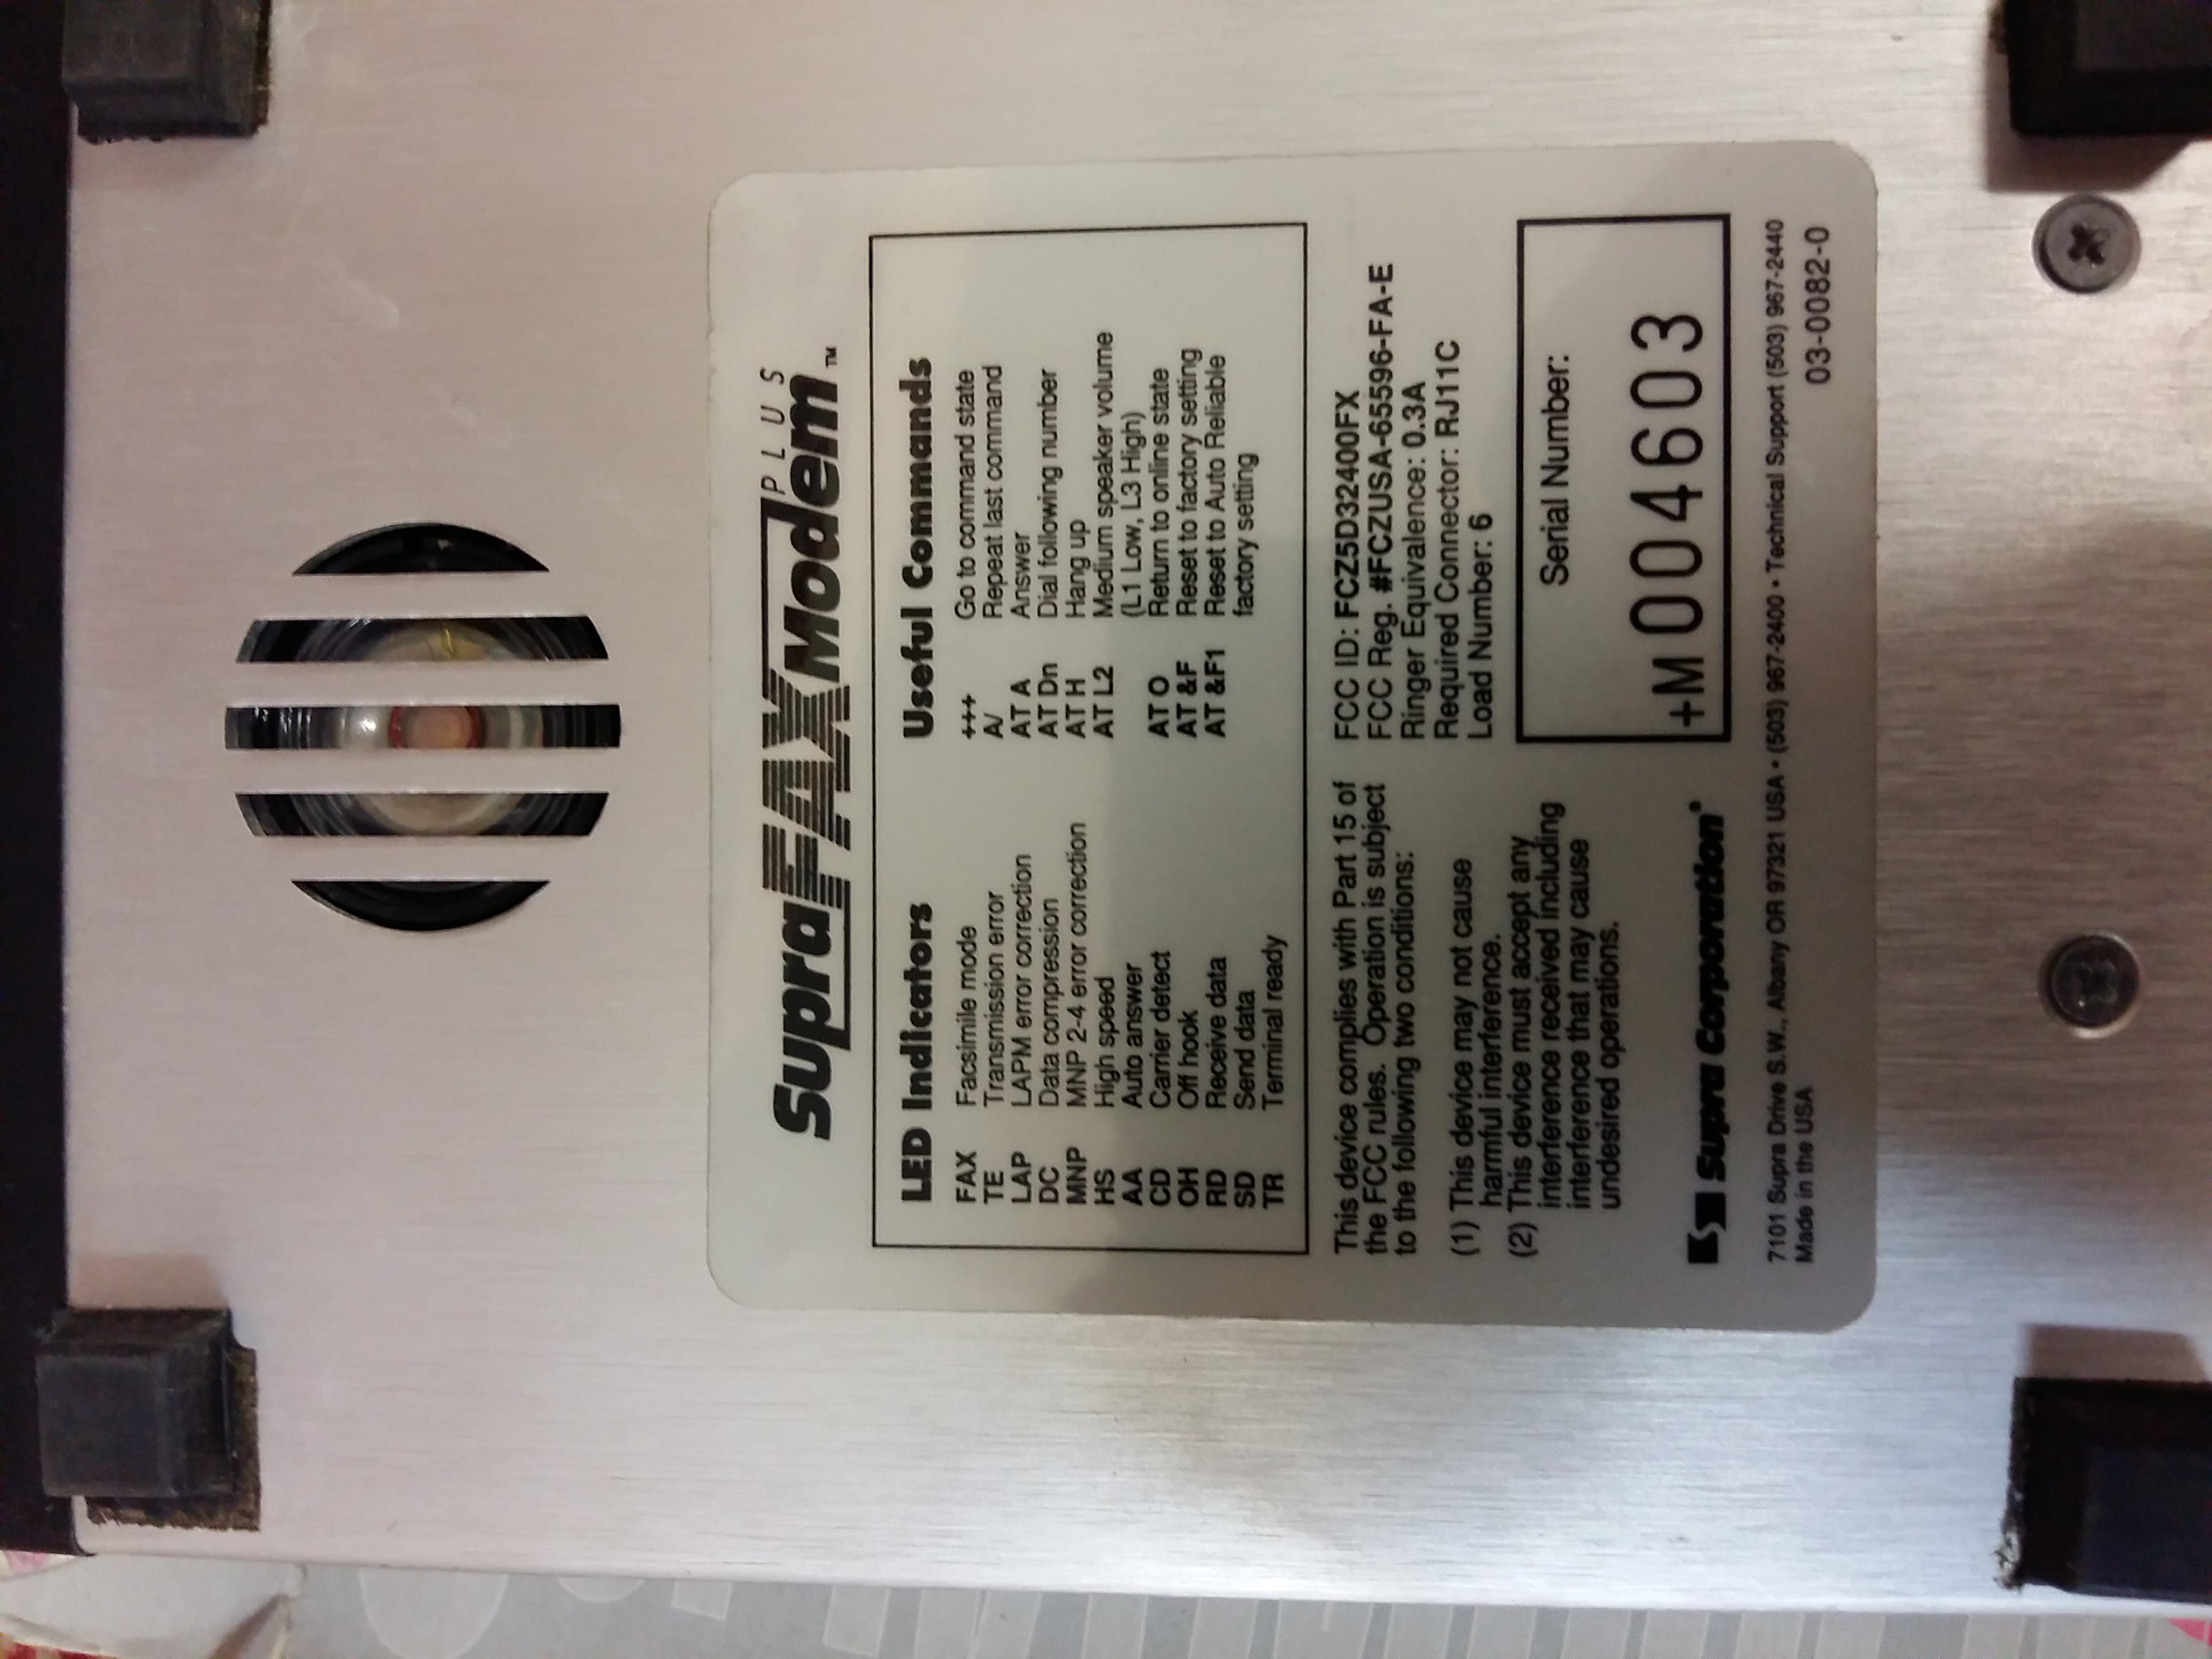 SupraFAXModem PLUS ™
LED Indicators
FAX Facsimile mode
TE Transmission error
LAP LAPM error correction
DC Data compression
MNP MNP 2-4 error correction
HS High speed
AA Auto answer
CD Carrier detect
OH Off hook
RD Receive data
SD Send data
TR Terminal ready
Useful Commands
+++ Go to command state
A/ Repeat last command
AT A Answer
AT Dn Dial following number
AT H Hang up
AT L2 Medium speaker volume
(L1 Low, L3 High)
AT O Return to online state
AT &F Reset to factory setting
AT &F1 Reset to Auto Reliable
factory setting
This device complies with Part 15 of
the FCC rules. Operation is subject
to the following two conditions:
(1) This device may not cause
harmful interference.
(2) This device must accept any
interference received including
interference that may cause
undesired operations.
FCC ID: FCZ5D32400FX
FCC Reg. #FCZUSA-65596-FA-E
Ringer Equivalence: 0.3A
Required Connector: RJ11C
Load Number: 6
Serial Number:
+M004603
Supra Corporation
7101 Supra Drive S.W., Albany OR 97321 USA • (503) 967-2400 • Technical Support (503) 967-2440
Made in the USA
03-0082-0